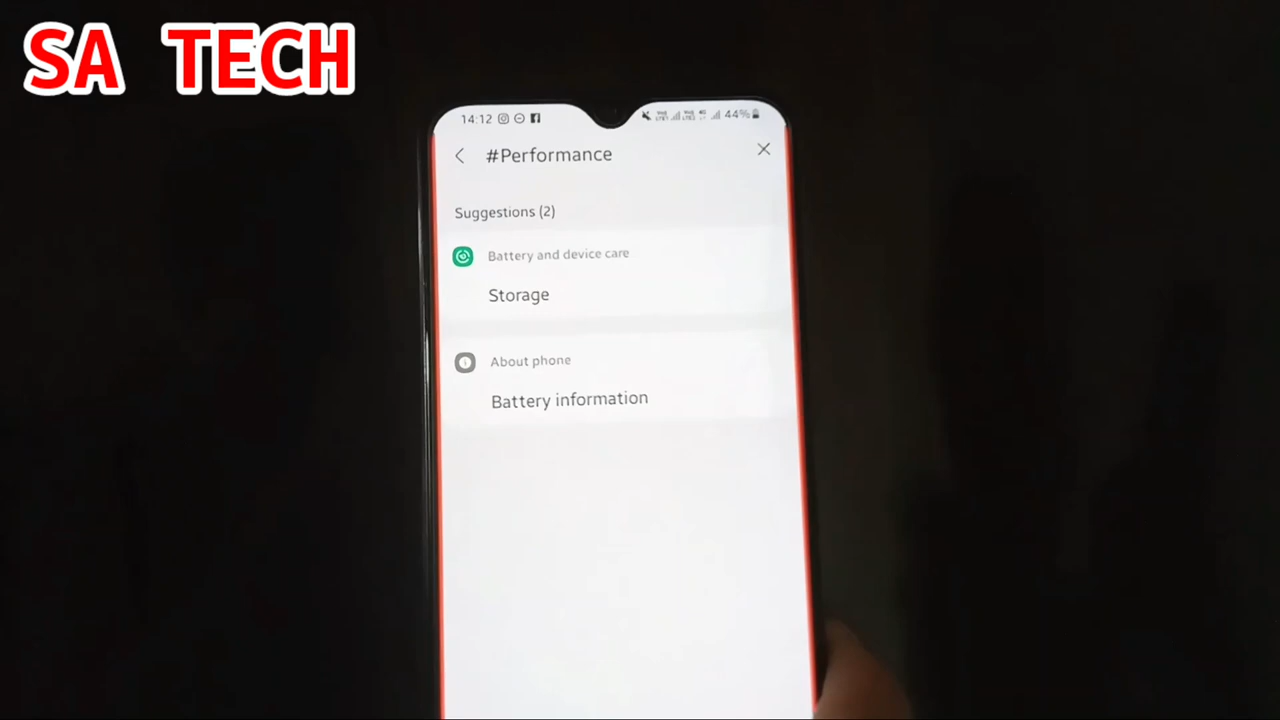 SA TECH
14:12 44%
#Performance
Suggestions (2)
Battery and device care
Storage
About phone
Battery information